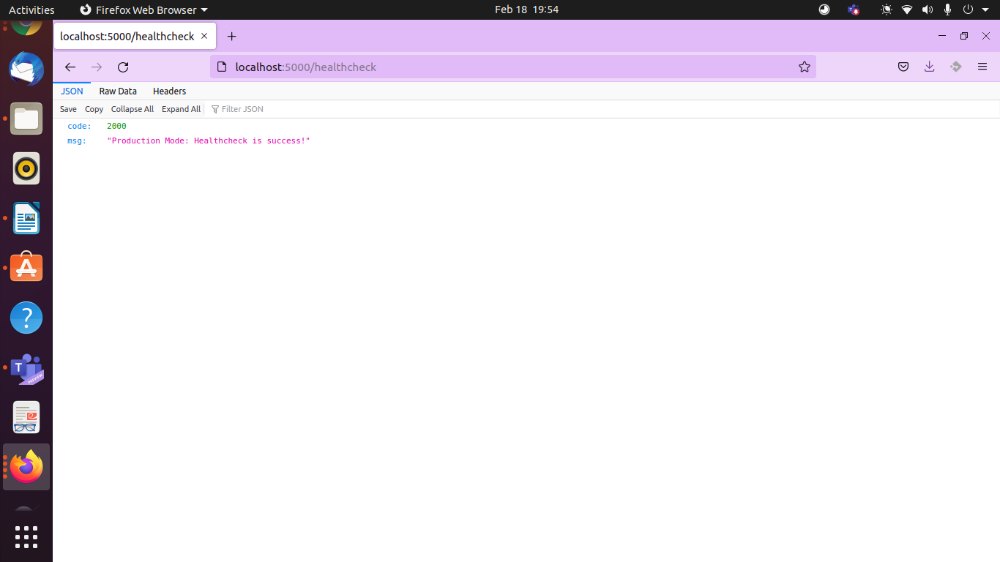 Activities
Firefox Web Browser
Feb 18 19:54
localhost:5000/healthcheck
localhost:5000/healthcheck
JSON Raw Data Headers
Save Copy Collapse All Expand All Filter JSON
code: 2000
msg: "Production Mode: Healthcheck is success!"
T
PREVIEW